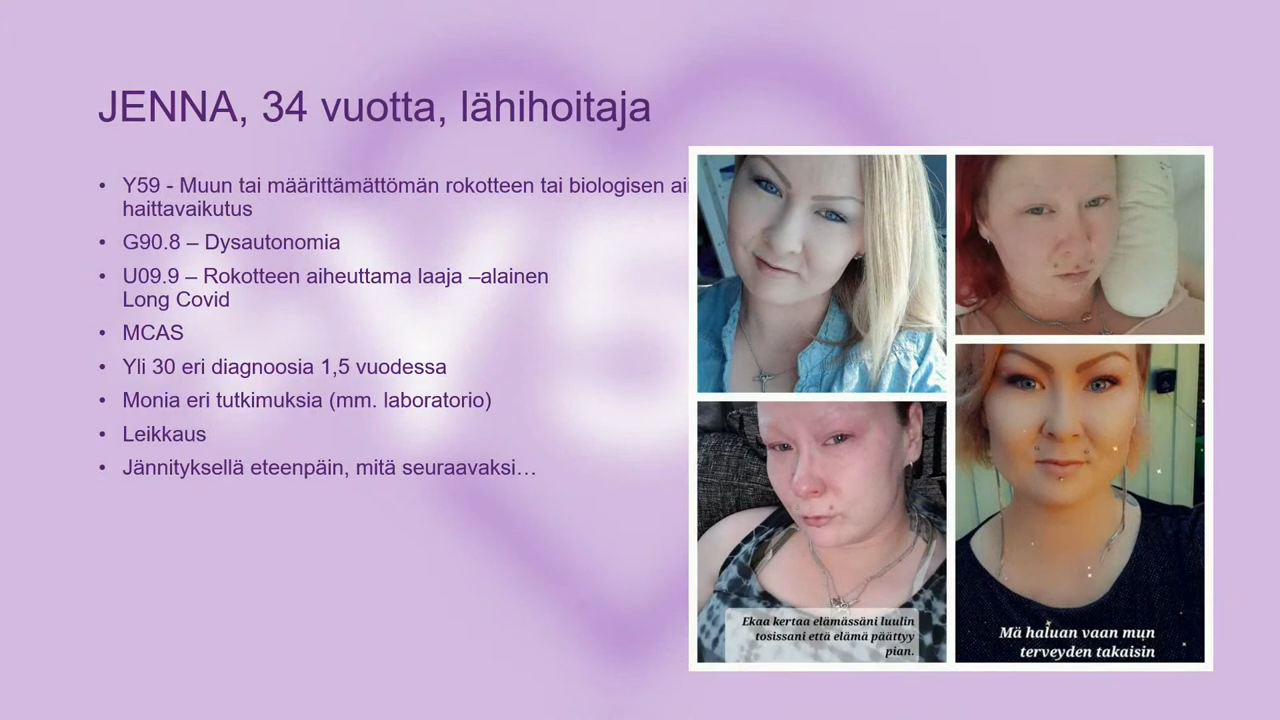 JENNA, 34 vuotta, lähihoitaja
• Y59 - Muun tai määrittämättömän rokotteen tai biologisen
haittavaikutus
• G90.8 – Dysautonomia
• U09.9 – Rokotteen aiheuttama laaja –alainen
Long Covid
• MCAS
• Yli 30 eri diagnoosia 1,5 vuodessa
• Monia eri tutkimuksia (mm. laboratorio)
• Leikkaus
• Jännityksellä eteenpäin, mitä seuraavaksi…
Ekaa kertaa elämässäni luulin
tosissani että elämä päättyy
pian.
Mä haluan vaan mun
terveyden takaisin